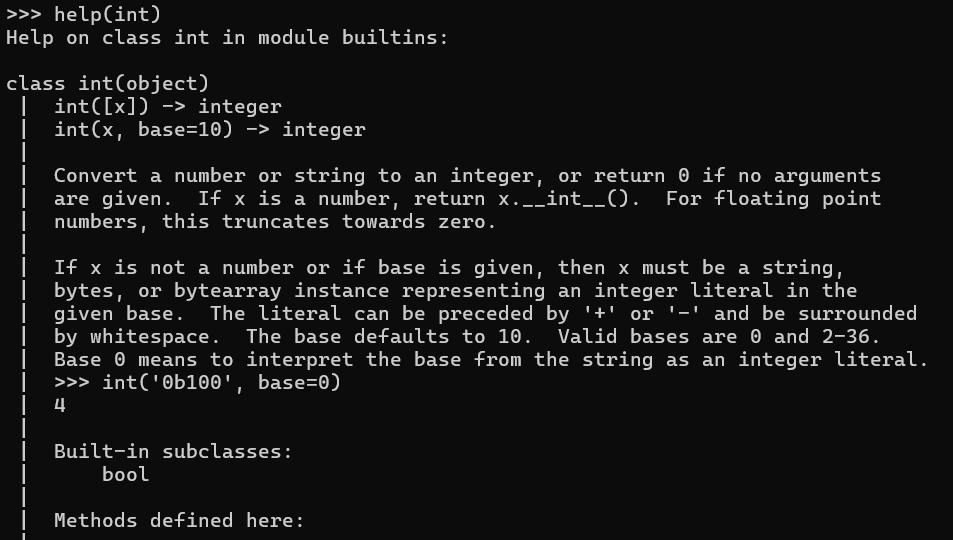 >>> help(int)
Help on class int in module builtins:

class int(object)
 |  int([x]) -> integer
 |  int(x, base=10) -> integer
 |
 |  Convert a number or string to an integer, or return 0 if no arguments
 |  are given.  If x is a number, return x.__int__().  For floating point
 |  numbers, this truncates towards zero.
 |
 |  If x is not a number or if base is given, then x must be a string,
 |  bytes, or bytearray instance representing an integer literal in the
 |  given base.  The literal can be preceded by '+' or '-' and be surrounded
 |  by whitespace.  The base defaults to 10.  Valid bases are 0 and 2-36.
 |  Base 0 means to interpret the base from the string as an integer literal.
 |  >>> int('0b100', base=0)
 |  4
 |
 |  Built-in subclasses:
 |      bool
 |
 |  Methods defined here:
 |